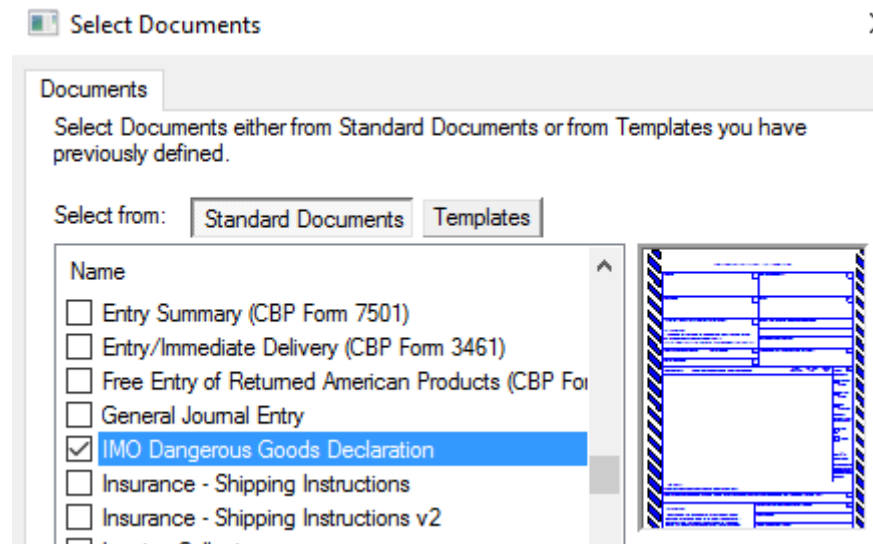 Select Documents
Documents
Select Documents either from Standard Documents or from Templates you have
previously defined.
Select from:
Standard Documents
Templates
Name
Entry Summary (CBP Form 7501)
Entry/Immediate Delivery (CBP Form 3461)
Free Entry of Returned American Products (CBP For
General Journal Entry
IMO Dangerous Goods Declaration
Insurance - Shipping Instructions
Insurance - Shipping Instructions v2